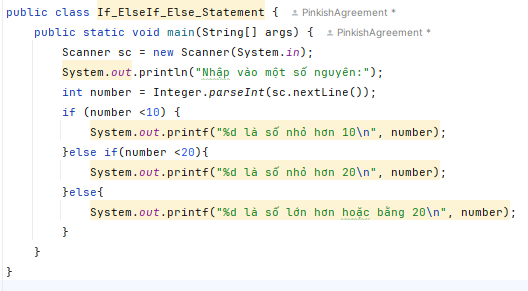 public class If_ElseIf_Else_Statement { PinkishAgreement *
    public static void main(String[] args) { PinkishAgreement *
        Scanner sc = new Scanner(System.in);
        System.out.println("Nhập vào một số nguyên:");
        int number = Integer.parseInt(sc.nextLine());
        if (number <10) {
            System.out.printf("%d là số nhỏ hơn 10\n", number);
        }else if(number <20){
            System.out.printf("%d là số nhỏ hơn 20\n", number);
        }else{
            System.out.printf("%d là số lớn hơn hoặc bằng 20\n", number);
        }
    }
}